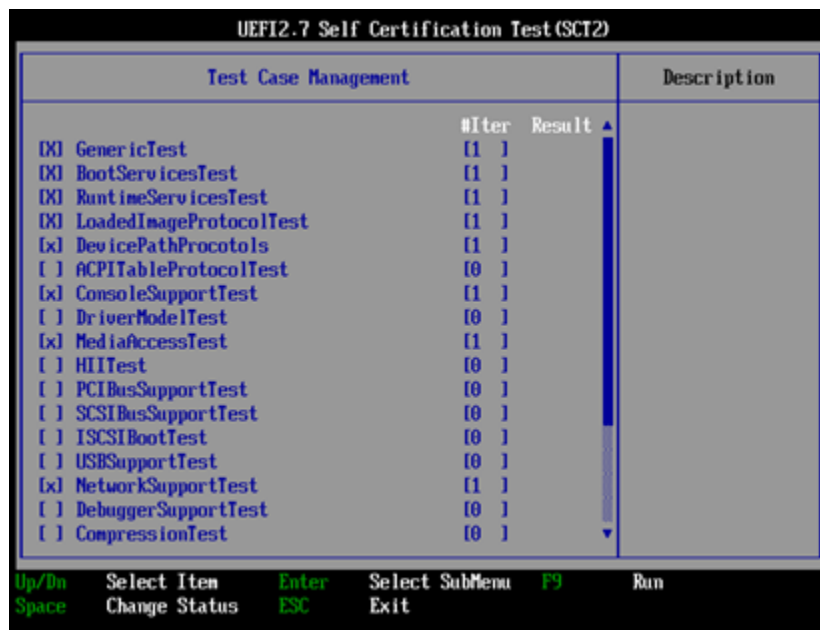 UEFI2.7 Self Certification Test(SCT2)
Test Case Management Description
#Iter Result
[X] GenericTest [1 ]
[X] BootServicesTest [1 ]
[X] RuntimeServicesTest [1 ]
[X] LoadedImageProtocolTest [1 ]
[x] DevicePathProcotols [1 ]
[ ] ACPITableProtocolTest [0 ]
[x] ConsoleSupportTest [1 ]
[ ] DriverModelTest [0 ]
[x] MediaAccessTest [1 ]
[ ] HIITest [0 ]
[ ] PCIBusSupportTest [0 ]
[ ] SCSIBusSupportTest [0 ]
[ ] ISCSIBootTest [0 ]
[ ] USBSupportTest [0 ]
[x] NetworkSupportTest [1 ]
[ ] DebuggerSupportTest [0 ]
[ ] CompressionTest [0 ]
Up/Dn Select Item Enter Select SubMenu F9 Run
Space Change Status ESC Exit